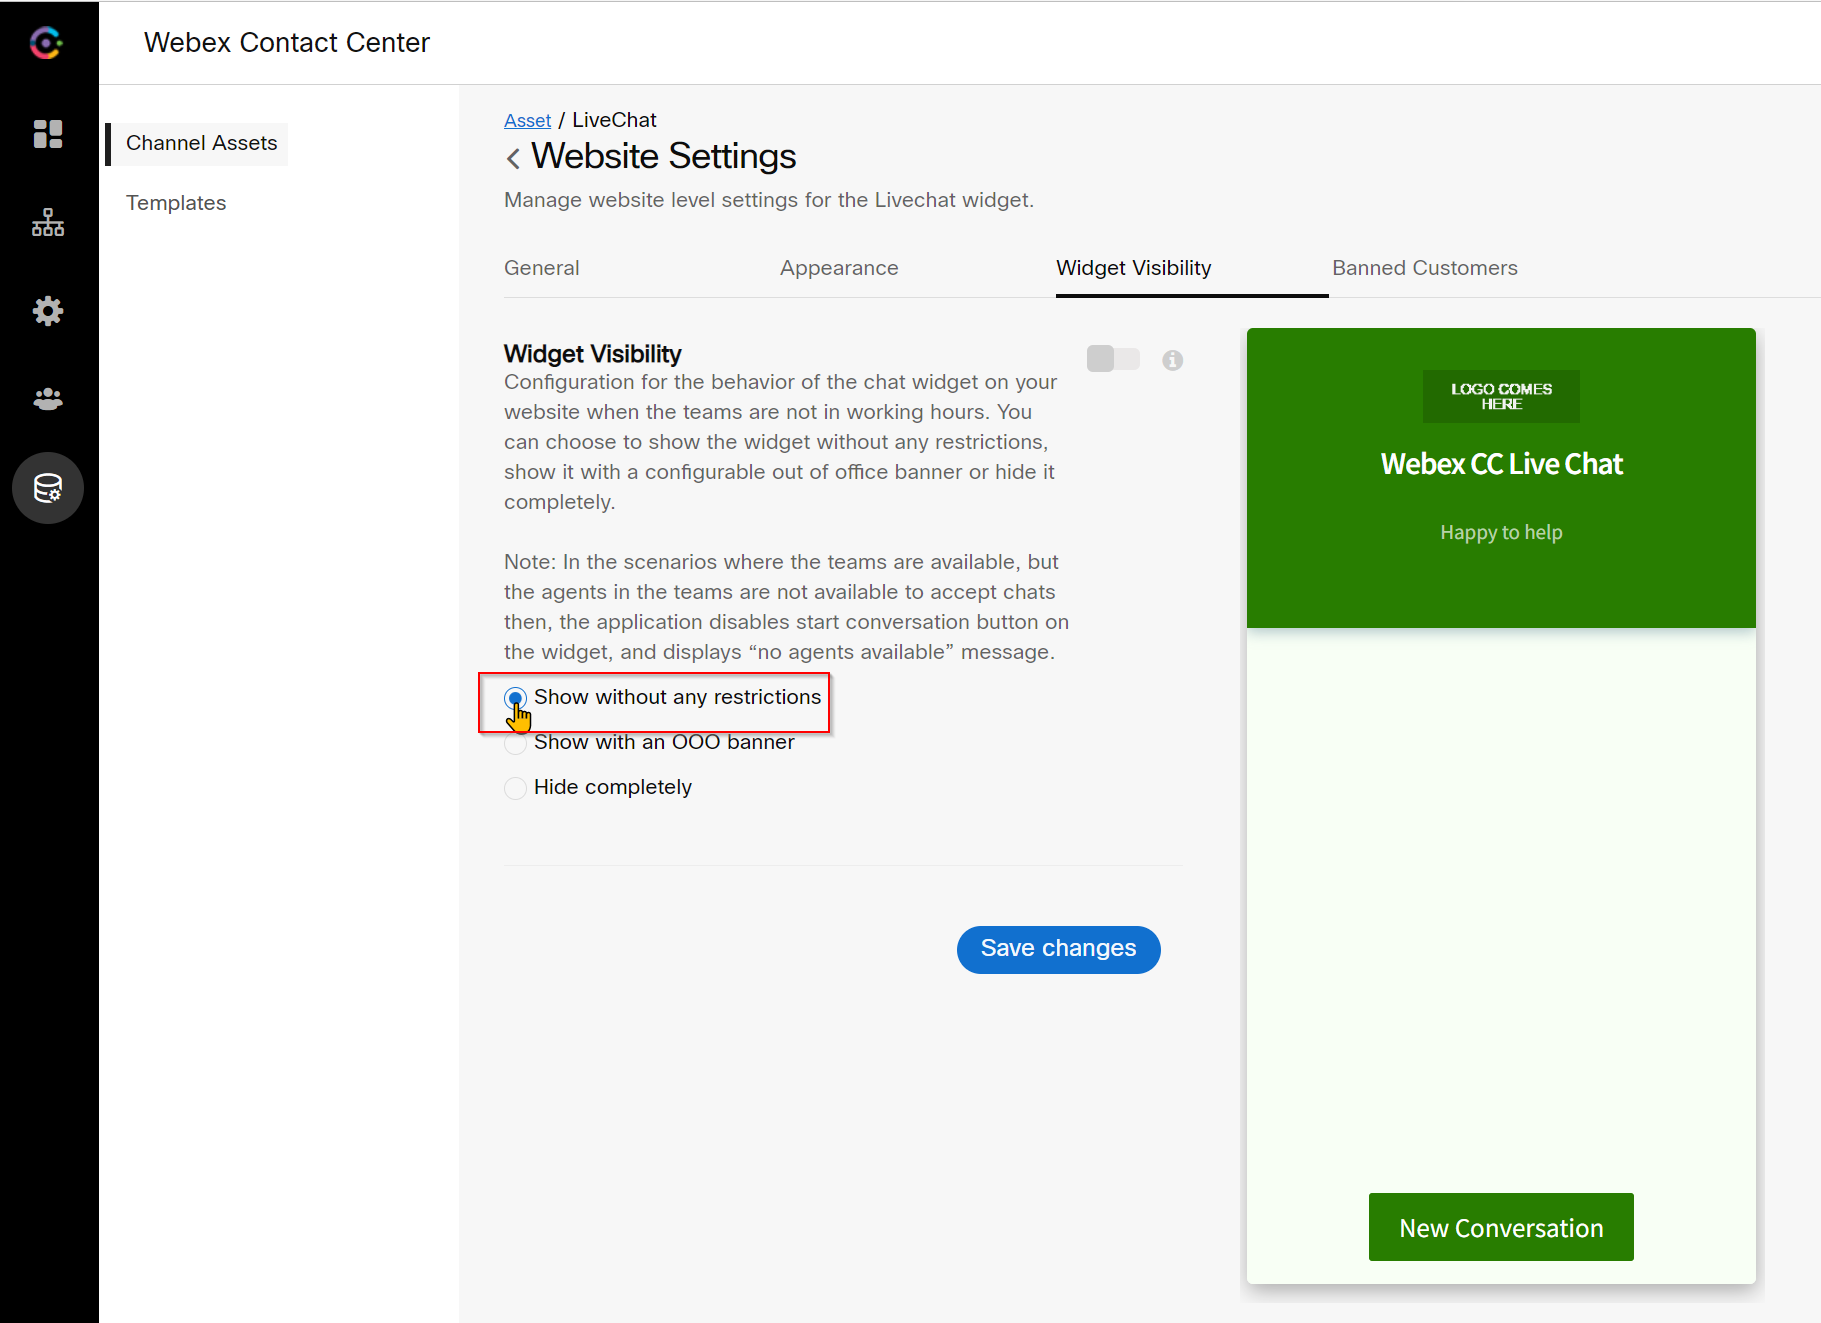 Webex Contact Center
Channel Assets
Templates
Asset / LiveChat
Website Settings
Manage website level settings for the Livechat widget.
General
Appearance
Widget Visibility
Banned Customers
Widget Visibility
Configuration for the behavior of the chat widget on your
website when the teams are not in working hours. You
can choose to show the widget without any restrictions,
show it with a configurable out of office banner or hide it
completely.
Note: In the scenarios where the teams are available, but
the agents in the teams are not available to accept chats
then, the application disables start conversation button on
the widget, and displays “no agents available” message.
Show without any restrictions
Show with an OOO banner
Hide completely
Save changes
LOGO COMES
HERE
Webex CC Live Chat
Happy to help
New Conversation